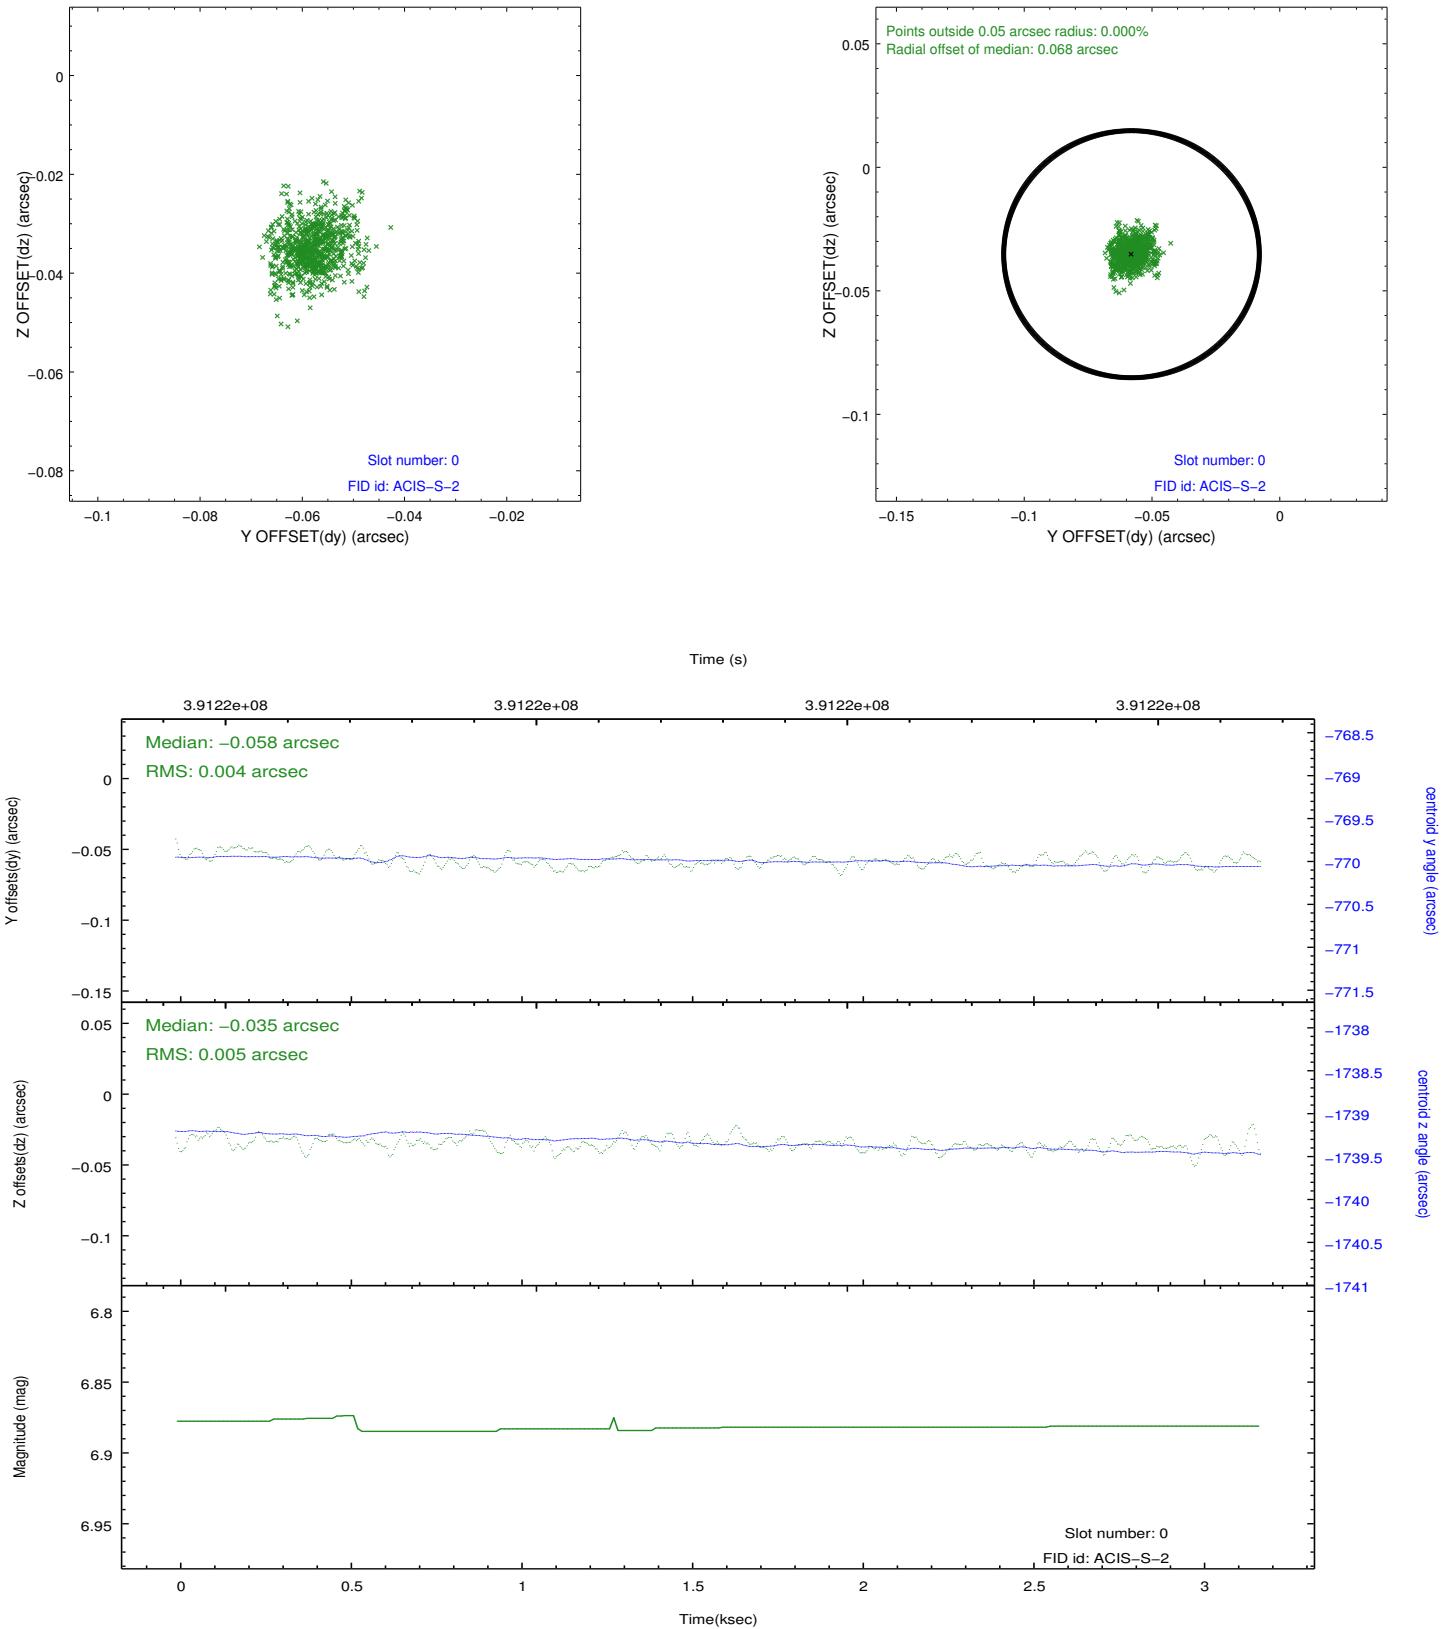 0
−0.02
−0.04
−0.06
−0.08
Z OFFSET(dz) (arcsec)
Slot number: 0
FID id: ACIS−S−2
−0.1 −0.08 −0.06 −0.04 −0.02
Y OFFSET(dy) (arcsec)
Points outside 0.05 arcsec radius: 0.000%
Radial offset of median: 0.068 arcsec
0.05
0
−0.05
−0.1
Z OFFSET(dz) (arcsec)
Slot number: 0
FID id: ACIS−S−2
−0.15 −0.1 −0.05 0
Y OFFSET(dy) (arcsec)
Time (s)
3.9122e+08 3.9122e+08 3.9122e+08 3.9122e+08
Median: −0.058 arcsec
RMS: 0.004 arcsec
0
−0.05
−0.1
−0.15
Y offsets(dy) (arcsec)
−768.5
−769
−769.5
−770
−770.5
−771
−771.5
centroid y angle (arcsec)
Median: −0.035 arcsec
RMS: 0.005 arcsec
0.05
0
−0.05
−0.1
Z offsets(dz) (arcsec)
−1738
−1738.5
−1739
−1739.5
−1740
−1740.5
−1741
centroid z angle (arcsec)
6.8
6.85
6.9
6.95
Magnitude (mag)
Slot number: 0
FID id: ACIS−S−2
0 0.5 1 1.5 2 2.5 3
Time(ksec)